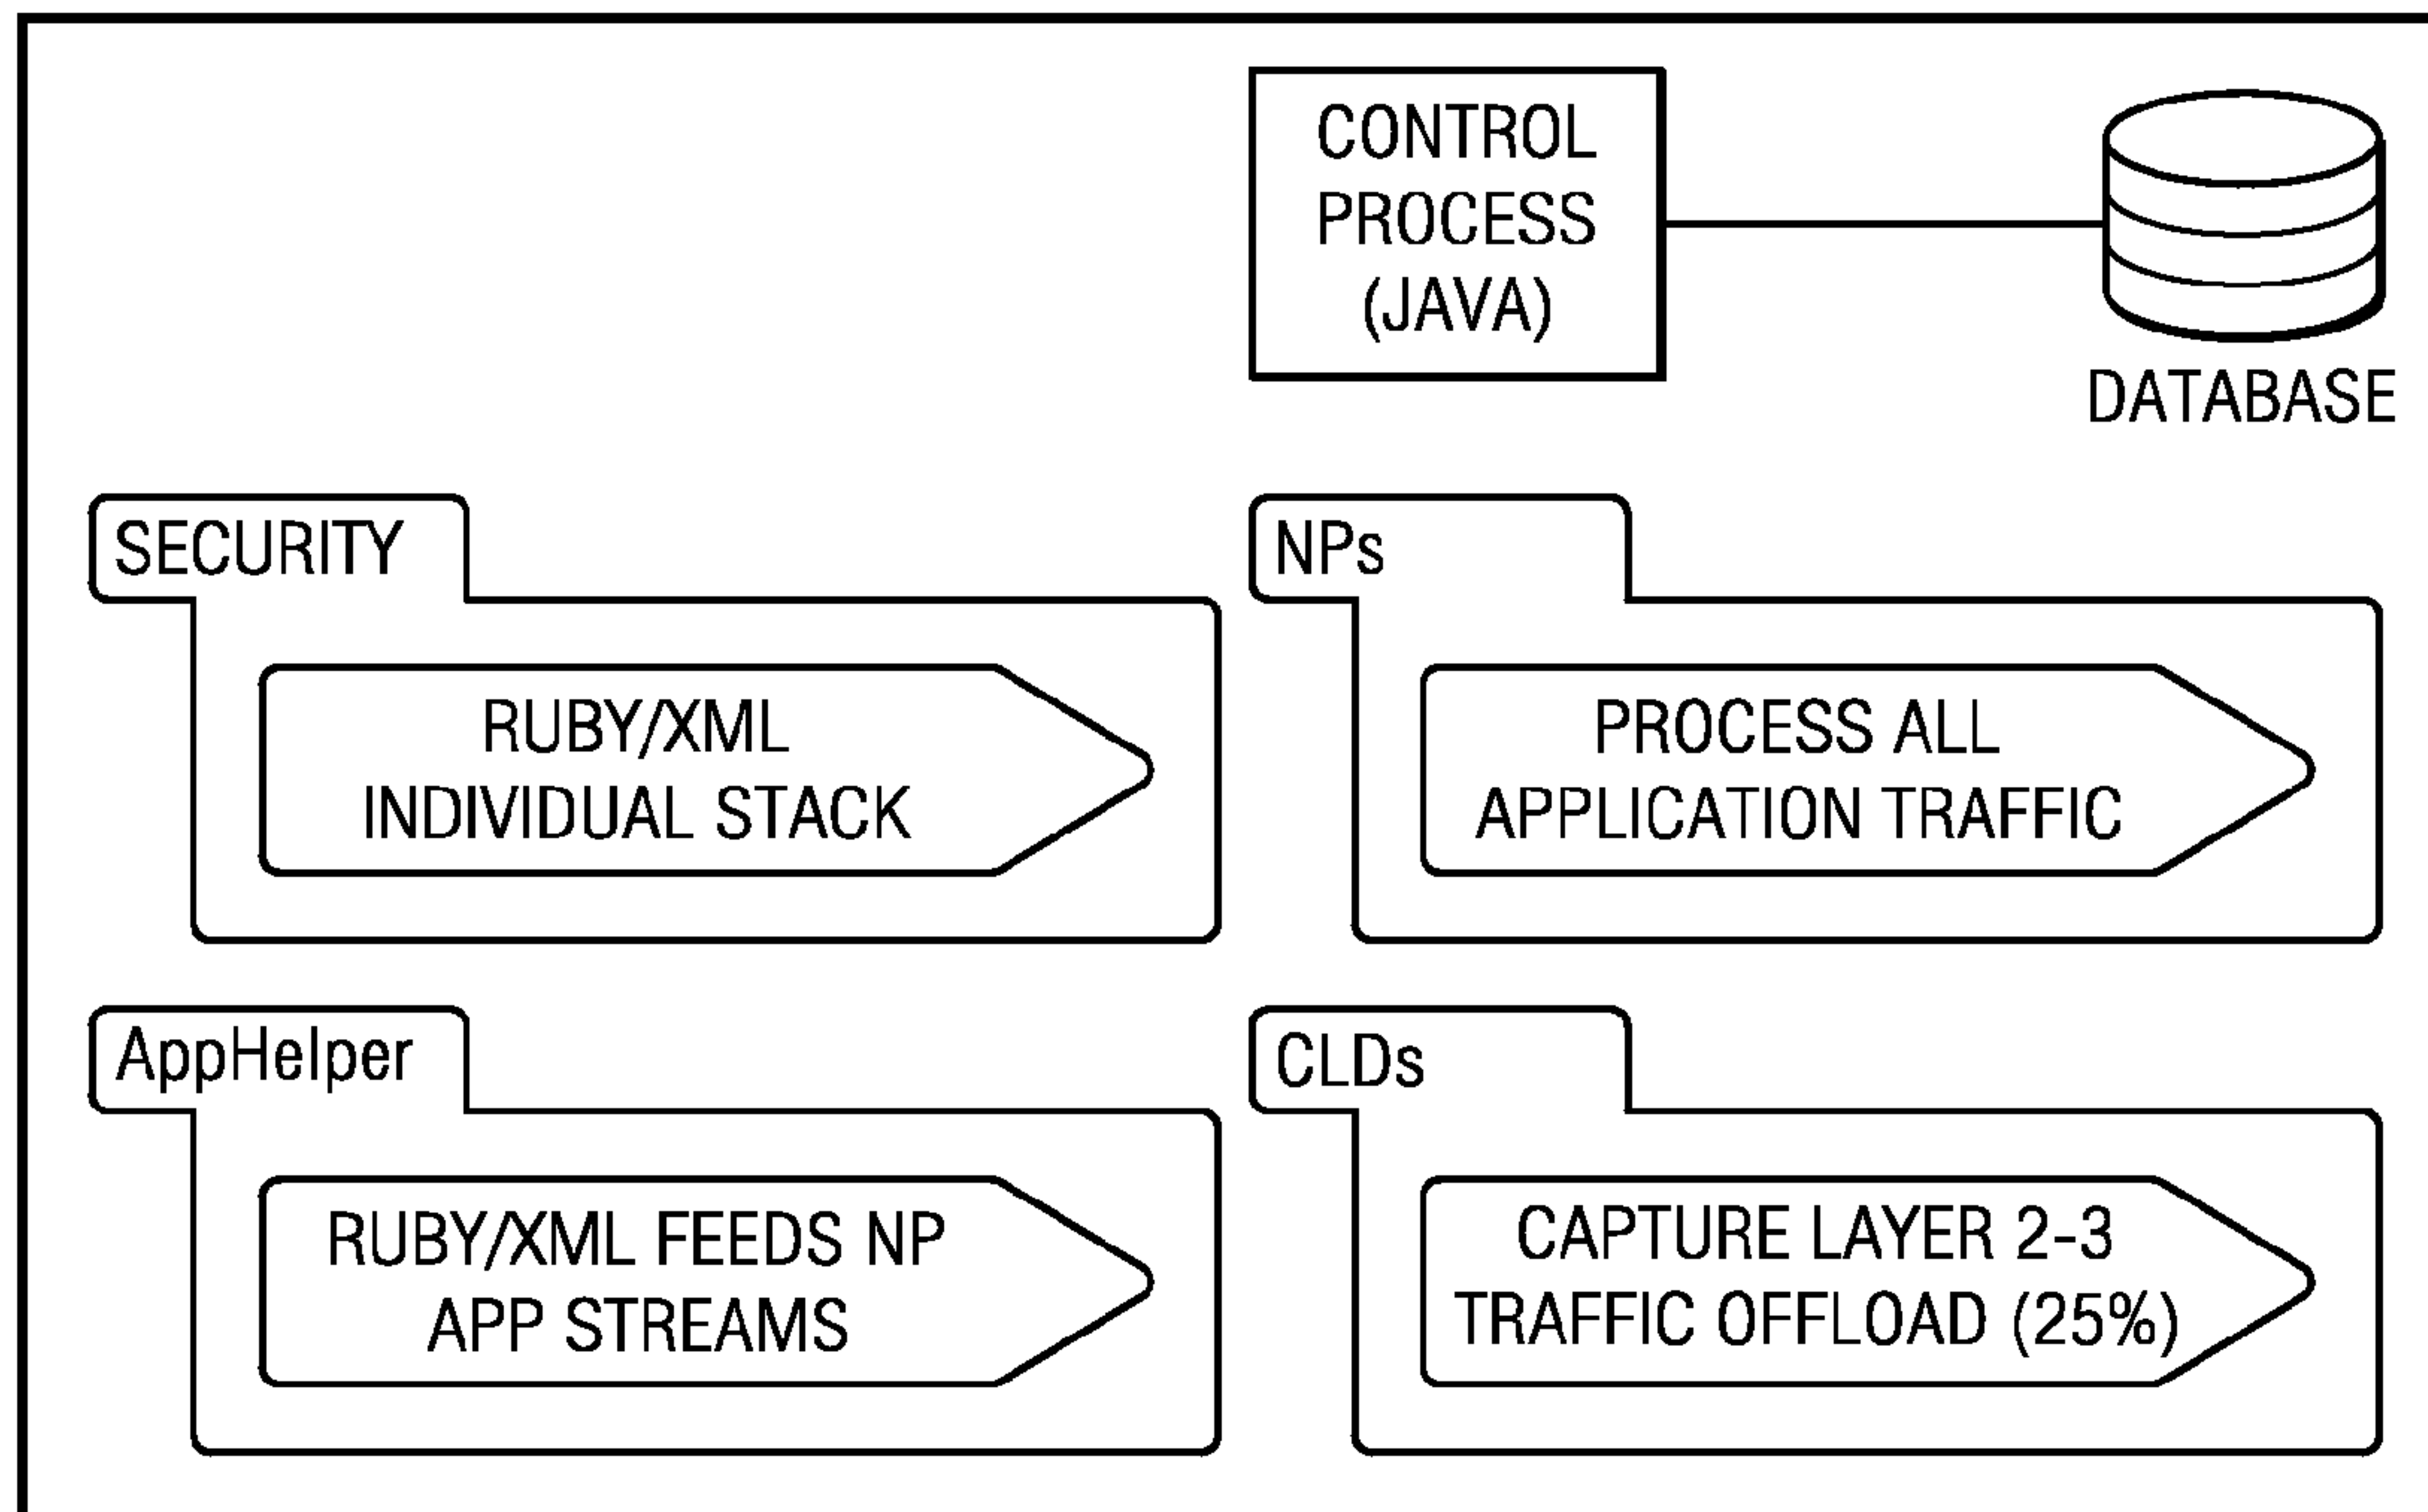 CONTROL
PROCESS
(JAVA)
DATABASE
SECURITY
RUBY/XML
INDIVIDUAL STACK
NPs
PROCESS ALL
APPLICATION TRAFFIC
AppHelper
RUBY/XML FEEDS NP
APP STREAMS
CLDs
CAPTURE LAYER 2-3
TRAFFIC OFFLOAD (25%)